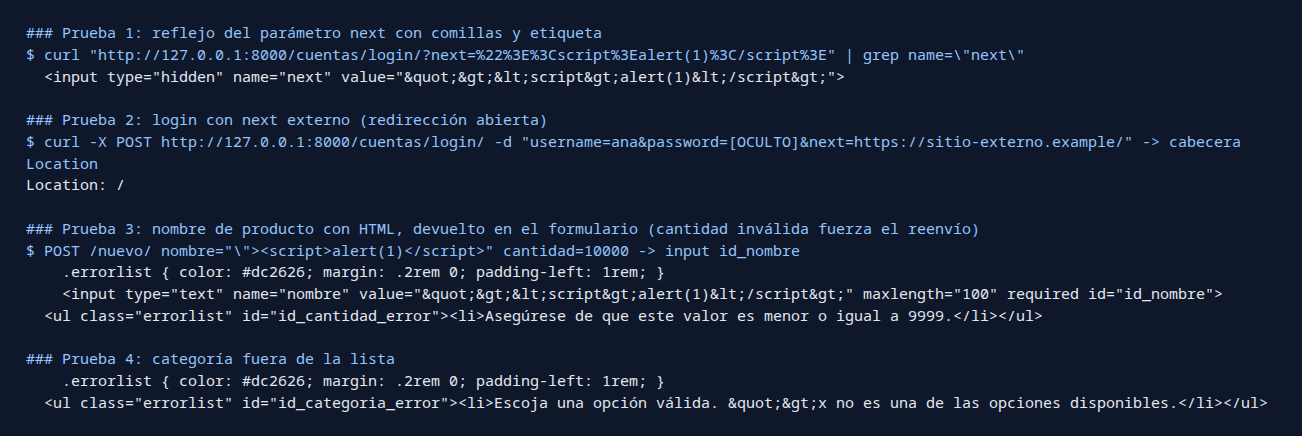 ### Prueba 1: reflejo del parámetro next con comillas y etiqueta
$ curl "http://127.0.0.1:8000/cuentas/login/?next=%22%3E%3Cscript%3Ealert(1)%3C/script%3E" | grep name=\"next\"
  <input type="hidden" name="next" value="&quot;&gt;&lt;script&gt;alert(1)&lt;/script&gt;">

### Prueba 2: login con next externo (redirección abierta)
$ curl -X POST http://127.0.0.1:8000/cuentas/login/ -d "username=ana&password=[OCULTO]&next=https://sitio-externo.example/" -> cabecera
Location
Location: /

### Prueba 3: nombre de producto con HTML, devuelto en el formulario (cantidad inválida fuerza el reenvío)
$ POST /nuevo/ nombre="\"><script>alert(1)</script>" cantidad=10000 -> input id_nombre
    .errorlist { color: #dc2626; margin: .2rem 0; padding-left: 1rem; }
    <input type="text" name="nombre" value="&quot;&gt;&lt;script&gt;alert(1)&lt;/script&gt;" maxlength="100" required id="id_nombre">
  <ul class="errorlist" id="id_cantidad_error"><li>Asegúrese de que este valor es menor o igual a 9999.</li></ul>

### Prueba 4: categoría fuera de la lista
    .errorlist { color: #dc2626; margin: .2rem 0; padding-left: 1rem; }
  <ul class="errorlist" id="id_categoria_error"><li>Escoja una opción válida. &quot;&gt;x no es una de las opciones disponibles.</li></ul>